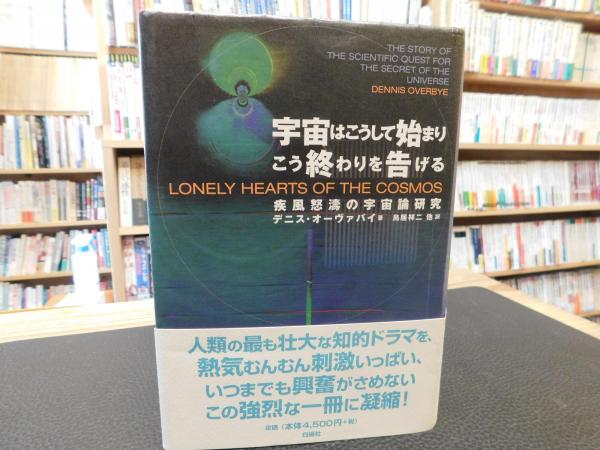 THE STORY OF
THE SCIENTIFIC QUEST FOR
THE SECRET OF THE
UNIVERSE
DENNIS OVERBYE
宇宙はこうして始まり
こう終わりを告げる
LONELY HEARTS OF THE COSMOS
疾風怒濤の宇宙論研究
デニス・オーヴァバイ著 鳥居祥二 他訳
人類の最も壮大な知的ドラマを、
熱気むんむん刺激いっぱい、
いつまでも興奮がさめない
この強烈な一冊に凝縮!
定価(本体4,500円+税)
白揚社